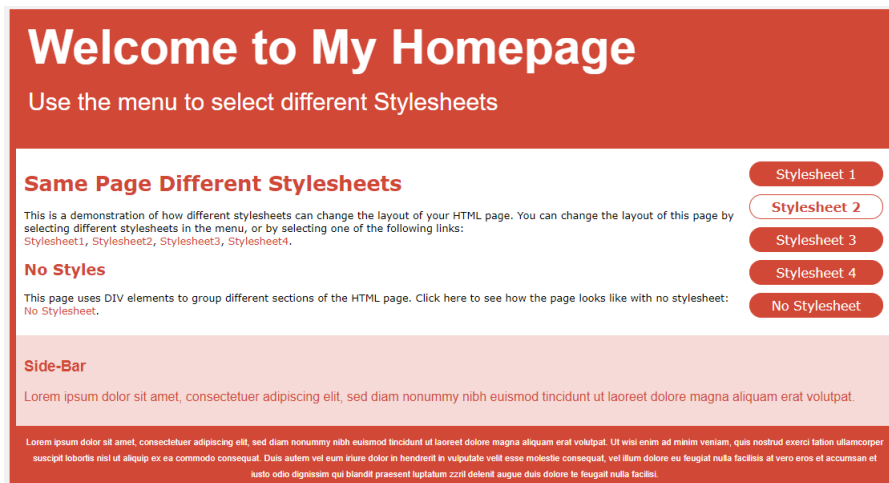 Welcome to My Homepage
Use the menu to select different Stylesheets
Same Page Different Stylesheets
This is a demonstration of how different stylesheets can change the layout of your HTML page. You can change the layout of this page by
selecting different stylesheets in the menu, or by selecting one of the following links:
Stylesheet1, Stylesheet2, Stylesheet3, Stylesheet4.
No Styles
This page uses DIV elements to group different sections of the HTML page. Click here to see how the page looks like with no stylesheet:
No Stylesheet.
Stylesheet 1
Stylesheet 2
Stylesheet 3
Stylesheet 4
No Stylesheet
Side-Bar
Lorem ipsum dolor sit amet, consectetuer adipiscing elit, sed diam nonummy nibh euismod tincidunt ut laoreet dolore magna aliquam erat volutpat.
Lorem ipsum dolor sit amet, consectetuer adipiscing elit, sed diam nonummy nibh euismod tincidunt ut laoreet dolore magna aliquam erat volutpat. Ut wisi enim ad minim veniam, quis nostrud exerci tation ullamcorper
suscipit lobortis nisl ut aliquip ex ea commodo consequat. Duis autem vel eum iriure dolor in hendrerit in vulputate velit esse molestie consequat, vel illum dolore eu feugiat nulla facilisis at vero eros et accumsan et
iusto odio dignissim qui blandit praesent luptatum zzril delenit augue duis dolore te feugait nulla facilisi.